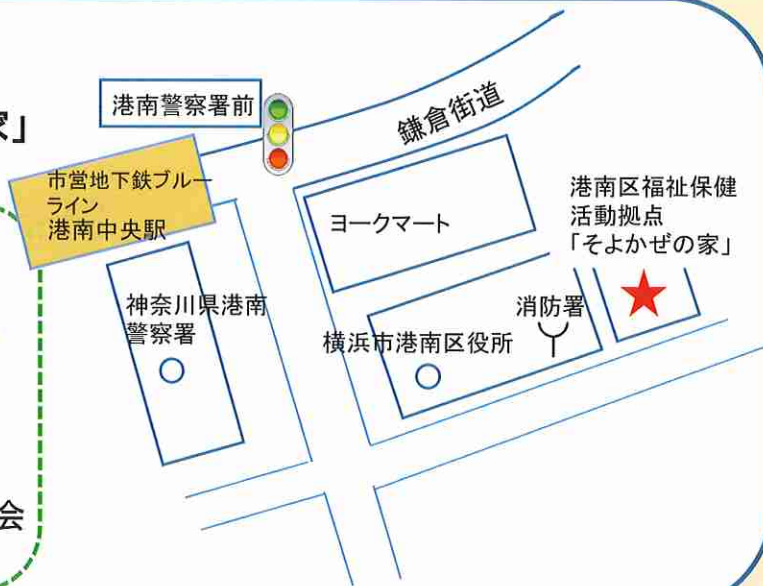 家」
港南警察署前
鎌倉街道
市営地下鉄ブルー
ライン
港南中央駅
ヨークマート
港南区福祉保健
活動拠点
「そよかぜの家」
神奈川県港南
警察署
消防署
横浜市港南区役所
会